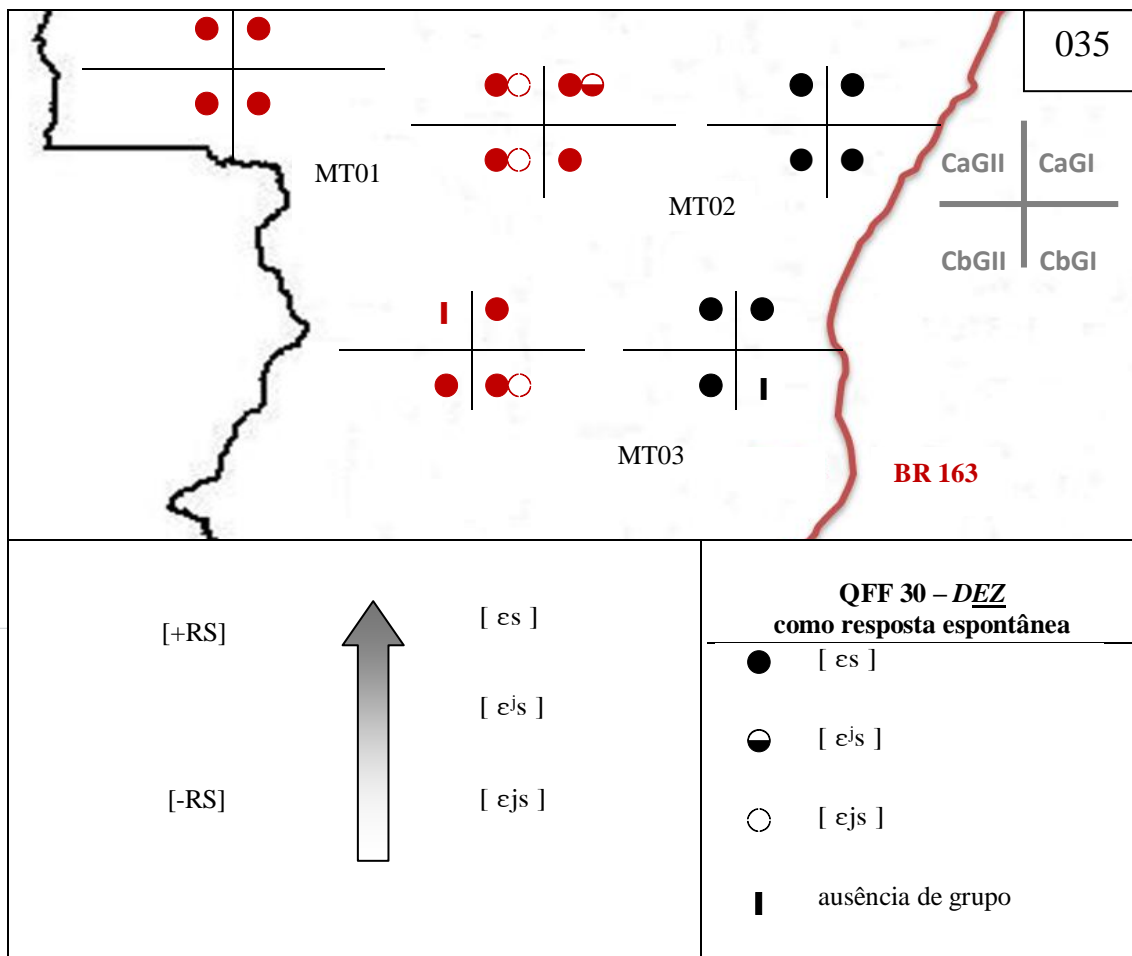 035
CaGII CaGI
MT01
MT02
CbGII CbGI
MT03
BR 163
[+RS]
[ ɛs ]
[ ɛʲs ]
[-RS]
[ ɛjs ]
QFF 30 – DEZ
como resposta espontânea
[ ɛs ]
[ ɛʲs ]
[ ɛjs ]
ausência de grupo